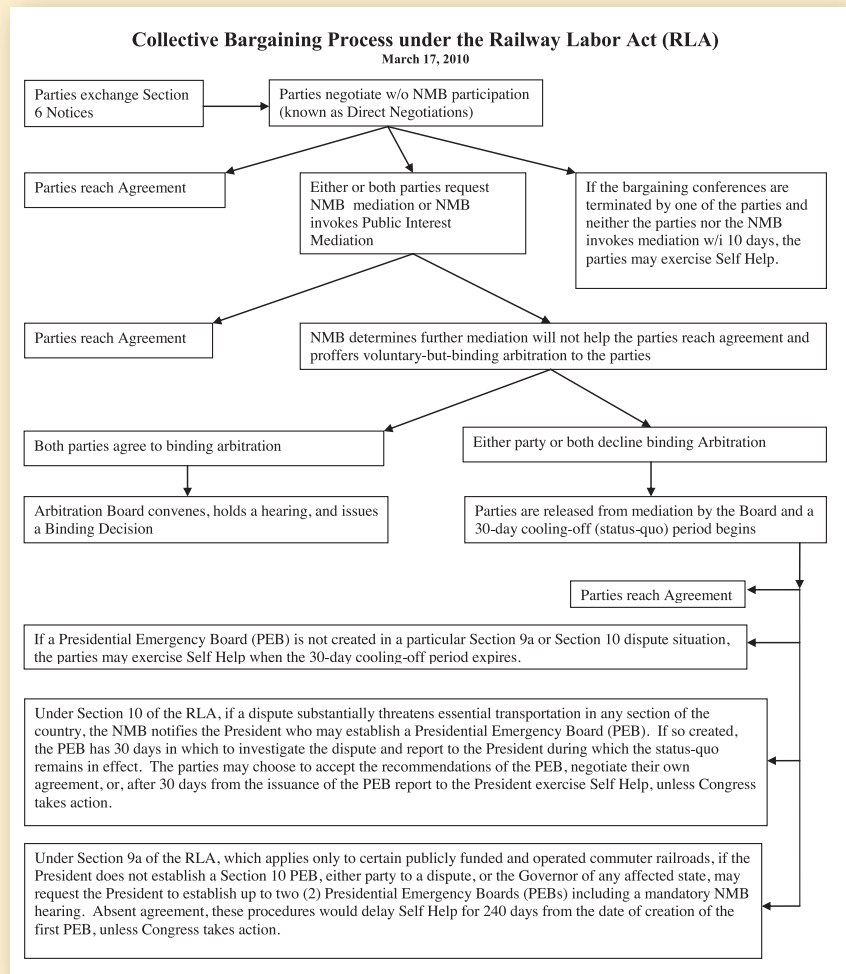 Collective Bargaining Process under the Railway Labor Act (RLA)
March 17, 2010
Parties exchange Section
6 Notices
Parties negotiate w/o NMB participation
(known as Direct Negotiations)
Parties reach Agreement
Either or both parties request
NMB mediation or NMB
invokes Public Interest
Mediation
If the bargaining conferences are
terminated by one of the parties and
neither the parties nor the NMB
invokes mediation w/i 10 days, the
parties may exercise Self Help.
Parties reach Agreement
NMB determines further mediation will not help the parties reach agreement and
proffers voluntary-but-binding arbitration to the parties
Both parties agree to binding arbitration
Either party or both decline binding Arbitration
Arbitration Board convenes, holds a hearing, and issues
a Binding Decision
Parties are released from mediation by the Board and a
30-day cooling-off (status-quo) period begins
Parties reach Agreement
If a Presidential Emergency Board (PEB) is not created in a particular Section 9a or Section 10 dispute situation,
the parties may exercise Self Help when the 30-day cooling-off period expires.
Under Section 10 of the RLA, if a dispute substantially threatens essential transportation in any section of the
country, the NMB notifies the President who may establish a Presidential Emergency Board (PEB). If so created,
the PEB has 30 days in which to investigate the dispute and report to the President during which the status-quo
remains in effect. The parties may choose to accept the recommendations of the PEB, negotiate their own
agreement, or, after 30 days from the issuance of the PEB report to the President exercise Self Help, unless Congress
takes action.
Under Section 9a of the RLA, which applies only to certain publicly funded and operated commuter railroads, if the
President does not establish a Section 10 PEB, either party to a dispute, or the Governor of any affected state, may
request the President to establish up to two (2) Presidential Emergency Boards (PEBs) including a mandatory NMB
hearing. Absent agreement, these procedures would delay Self Help for 240 days from the date of creation of the
first PEB, unless Congress takes action.